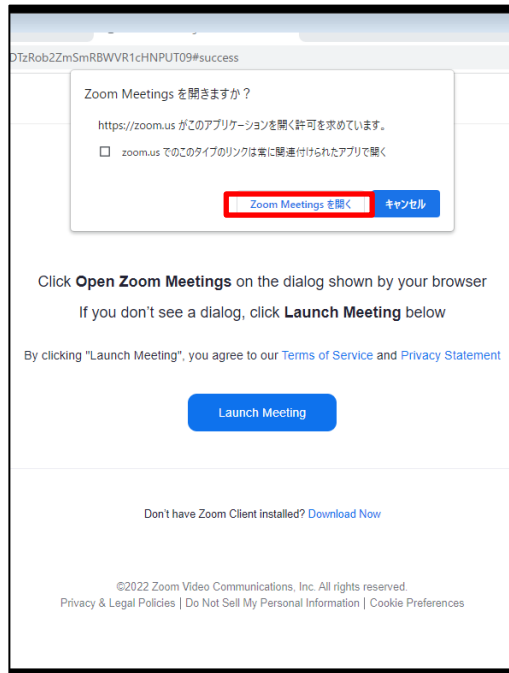 DTzRob2ZmSmRBWVR1cHNPUT09#success
Zoom Meetings を開きますか？
https://zoom.us がこのアプリケーションを開く許可を求めています。
zoom.us でのこのタイプのリンクは常に関連付けられたアプリで開く
Zoom Meetings を開く キャンセル
Click Open Zoom Meetings on the dialog shown by your browser
If you don't see a dialog, click Launch Meeting below
By clicking "Launch Meeting", you agree to our Terms of Service and Privacy Statement
Launch Meeting
Don't have Zoom Client installed? Download Now
©2022 Zoom Video Communications, Inc. All rights reserved.
Privacy & Legal Policies | Do Not Sell My Personal Information | Cookie Preferences